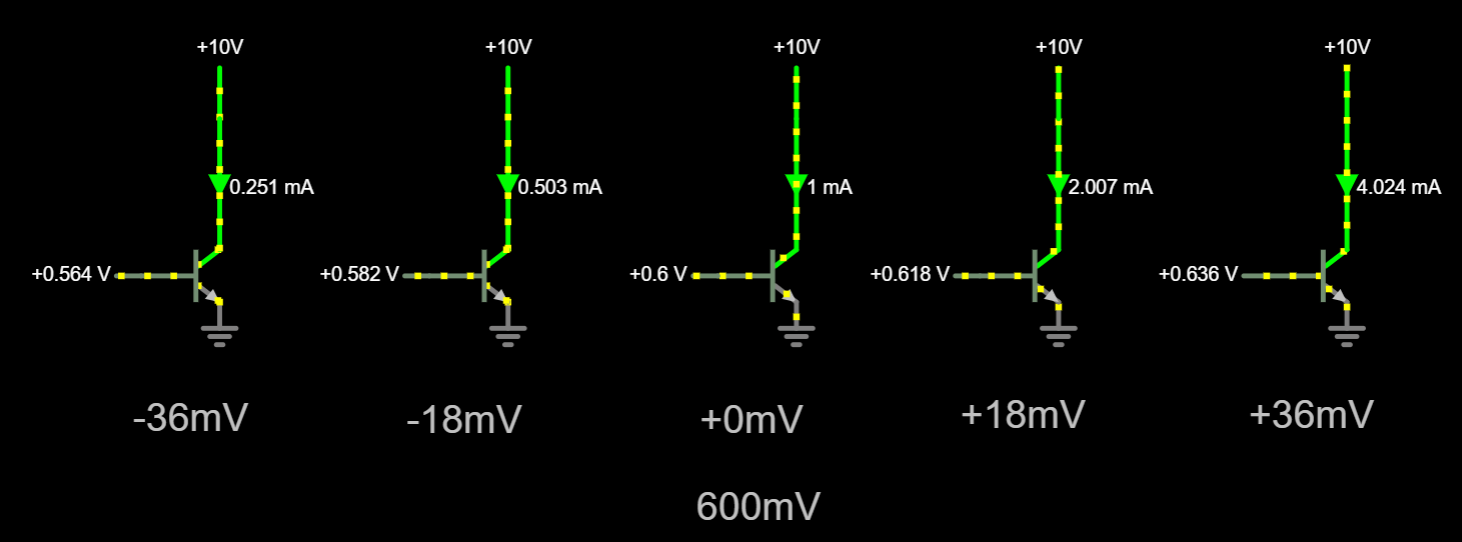 +10V +10V +10V +10V +10V
0.251 mA 0.503 mA 1 mA 2.007 mA 4.024 mA
+0.564 V +0.582 V +0.6 V +0.618 V +0.636 V
-36mV -18mV +0mV +18mV +36mV
600mV